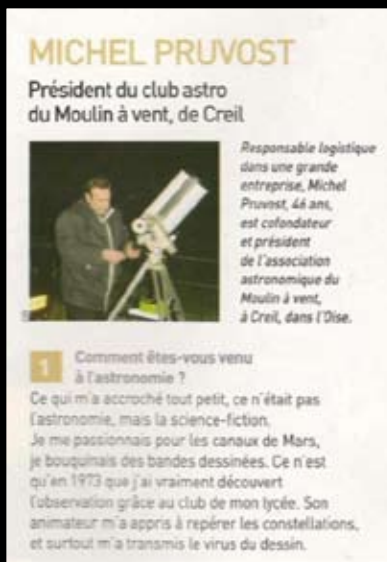 MICHEL PRUVOST
Président du club astro
du Moulin à vent, de Creil
Responsable logistique
dans une grande
entreprise, Michel
Pruvost, 46 ans,
est cofondateur
et président
de l'association
astronomique du
Moulin à vent,
à Creil, dans l'Oise.
1 Comment êtes-vous venu
à l'astronomie ?
Ce qui m'a accroché tout petit, ce n'était pas
l'astronomie, mais la science-fiction.
Je me passionnais pour les canaux de Mars,
je bouquinais des bandes dessinées. Ce n'est
qu'en 1973 que j'ai vraiment découvert
l'observation grâce au club de mon lycée. Son
animateur m'a appris à repérer les constellations,
et surtout m'a transmis le virus du dessin.